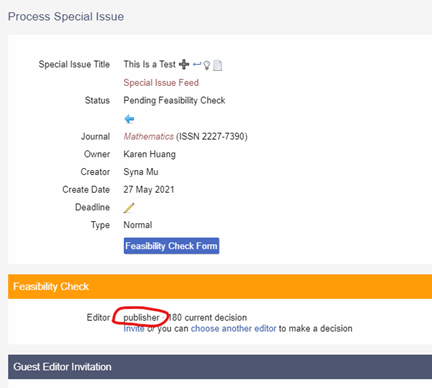 Process Special Issue
Special Issue Title This Is a Test
Special Issue Feed
Status Pending Feasibility Check
Journal Mathematics (ISSN 2227-7390)
Owner Karen Huang
Creator Syna Mu
Create Date 27 May 2021
Deadline
Type Normal
Feasibility Check Form
Feasibility Check
Editor publisher 180 current decision
Invite or you can choose another editor to make a decision
Guest Editor Invitation